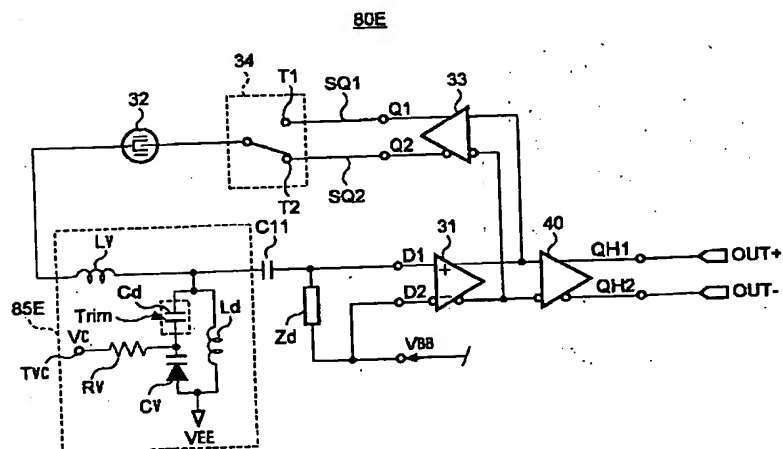 80E
34
T1
SQ1
Q1
33
32
Q2
T2
SQ2
C11
31
40
LV
D1
+
QH1
OUT+
Cd
D2
-
QH2
OUT-
85E
Trim
Ld
VC
Zd
VBB
TVC
RV
CV
VEE